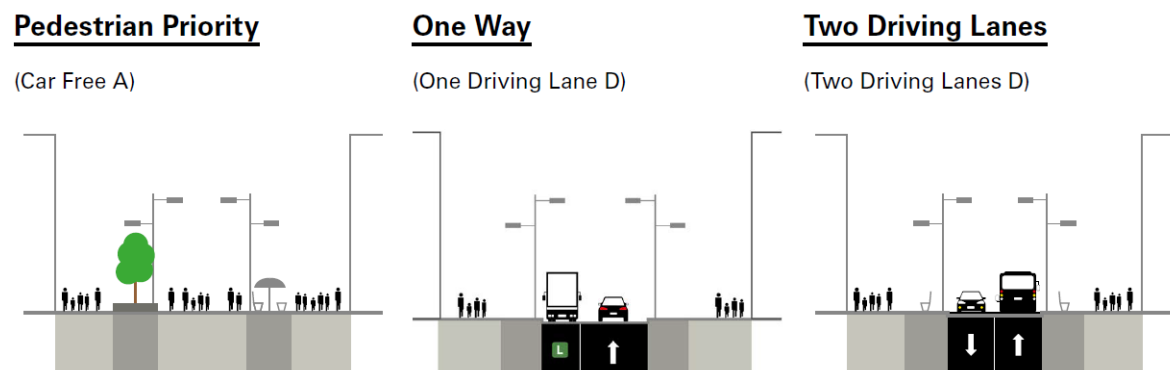 Pedestrian Priority
(Car Free A)
One Way
(One Driving Lane D)
L
Two Driving Lanes
(Two Driving Lanes D)